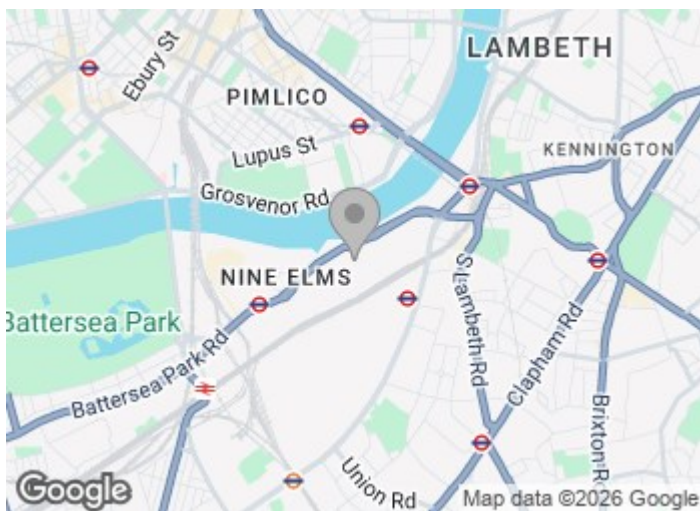 Ebury St
LAMBETH
PIMLICO
Lupus St
KENNINGTON
Grosvenor Rd
NINE ELMS
S Lambeth Rd
Battersea Park
Clapham Rd
Battersea Park Rd
Brixton Rd
Union Rd
Google
Map data ©2026 Google